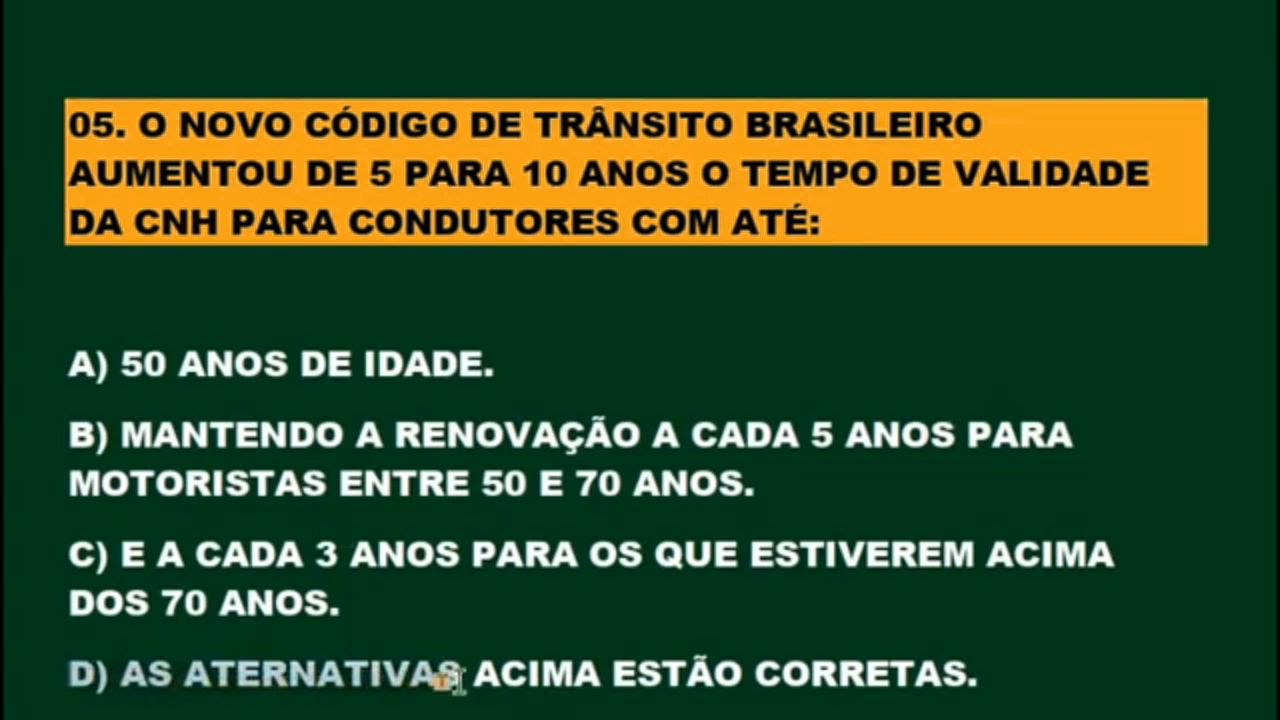 05. O NOVO CÓDIGO DE TRÂNSITO BRASILEIRO
AUMENTOU DE 5 PARA 10 ANOS O TEMPO DE VALIDADE
DA CNH PARA CONDUTORES COM ATÉ:
A) 50 ANOS DE IDADE.
B) MANTENDO A RENOVAÇÃO A CADA 5 ANOS PARA
MOTORISTAS ENTRE 50 E 70 ANOS.
C) E A CADA 3 ANOS PARA OS QUE ESTIVEREM ACIMA
DOS 70 ANOS.
D) AS ATERNATIVAS ACIMA ESTÃO CORRETAS.